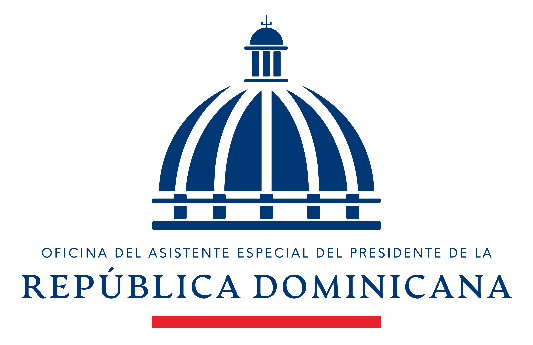 OFICINA DEL ASISTENTE ESPECIAL DEL PRESIDENTE DE LA
REPÚBLICA DOMINICANA